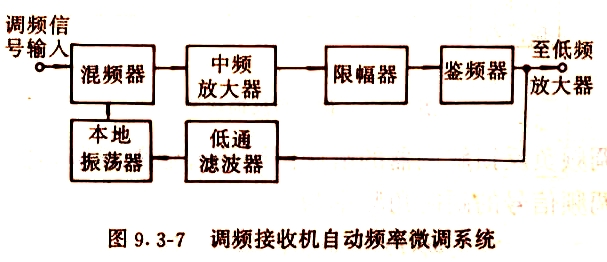 调频信
号输入
混频器
中频
放大器
限幅器
鉴频器
至低频
放大器
本地
振荡器
低通
滤波器
图 9.3-7 调频接收机自动频率微调系统